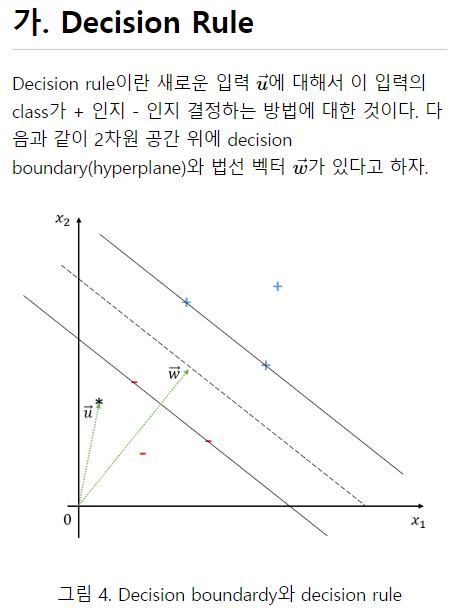 가. Decision Rule
Decision rule이란 새로운 입력 u⃗에 대해서 이 입력의
class가 + 인지 - 인지 결정하는 방법에 대한 것이다. 다
음과 같이 2차원 공간 위에 decision
boundary(hyperplane)와 법선 벡터 w⃗가 있다고 하자.
x₂
+
+
w⃗
+
-
u⃗ *
-
-
0
x₁
그림 4. Decision boundardy와 decision rule